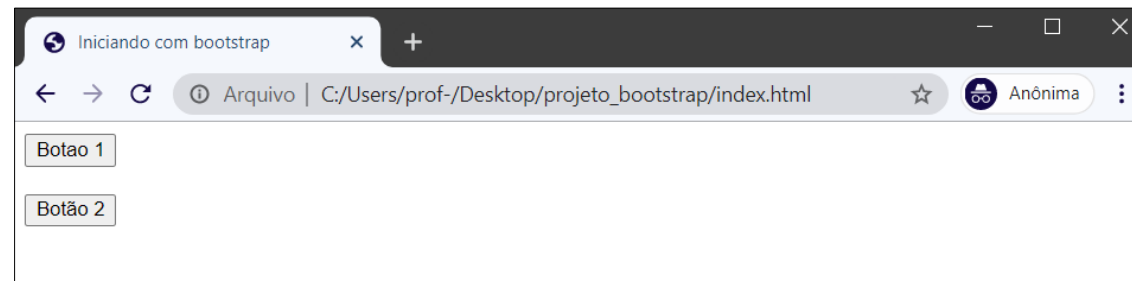 Iniciando com bootstrap
Arquivo | C:/Users/prof-/Desktop/projeto_bootstrap/index.html Anônima
Botao 1
Botão 2